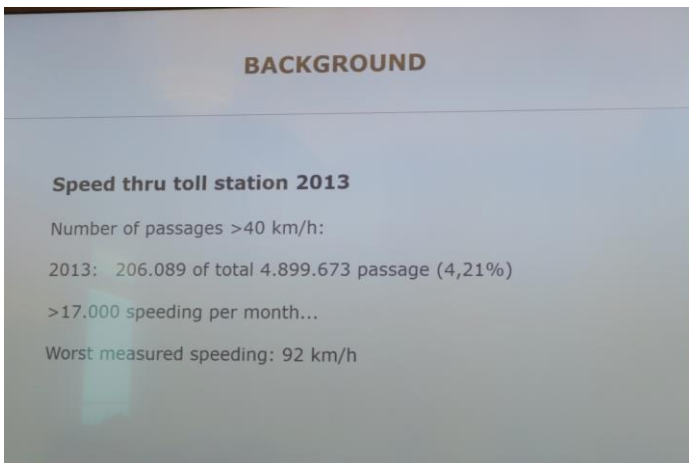 BACKGROUND
Speed thru toll station 2013
Number of passages >40 km/h:
2013: 206.089 of total 4.899.673 passage (4,21%)
>17.000 speeding per month...
Worst measured speeding: 92 km/h